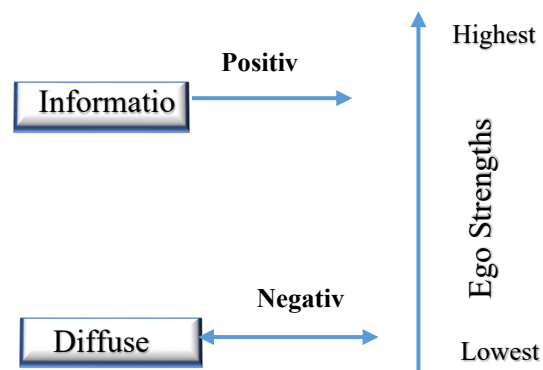 Highest
Positiv
Informatio
Ego Strengths
Negativ
Diffuse
Lowest